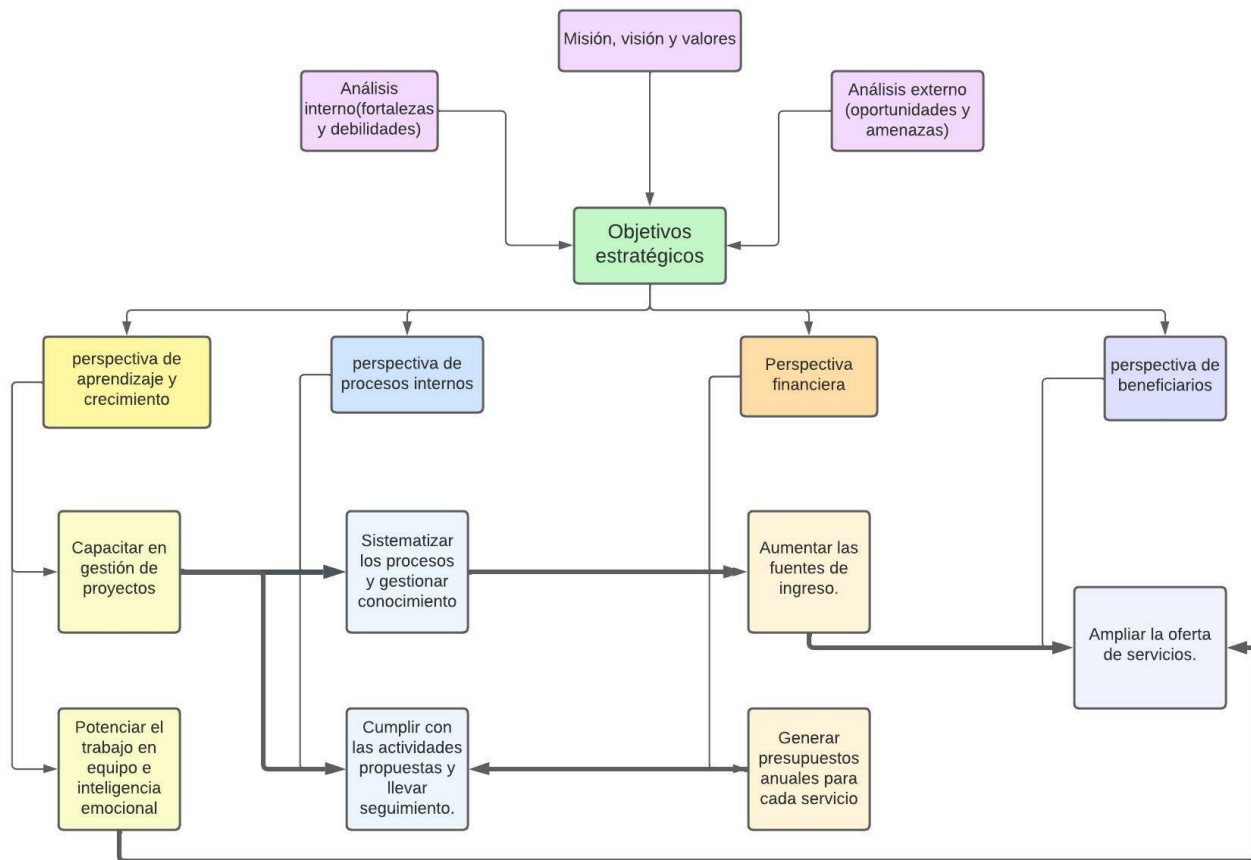 Misión, visión y valores
Análisis
interno(fortalezas
y debilidades)
Análisis externo
(oportunidades y
amenazas)
Objetivos
estratégicos
perspectiva de
aprendizaje y
crecimiento
perspectiva de
procesos internos
Perspectiva
financiera
perspectiva de
beneficiarios
Capacitar en
gestión de
proyectos
Sistematizar
los procesos
y gestionar
conocimiento
Aumentar las
fuentes de
ingreso.
Ampliar la oferta
de servicios.
Potenciar el
trabajo en
equipo e
inteligencia
emocional
Cumplir con
las actividades
propuestas y
llevar
seguimiento.
Generar
presupuestos
anuales para
cada servicio